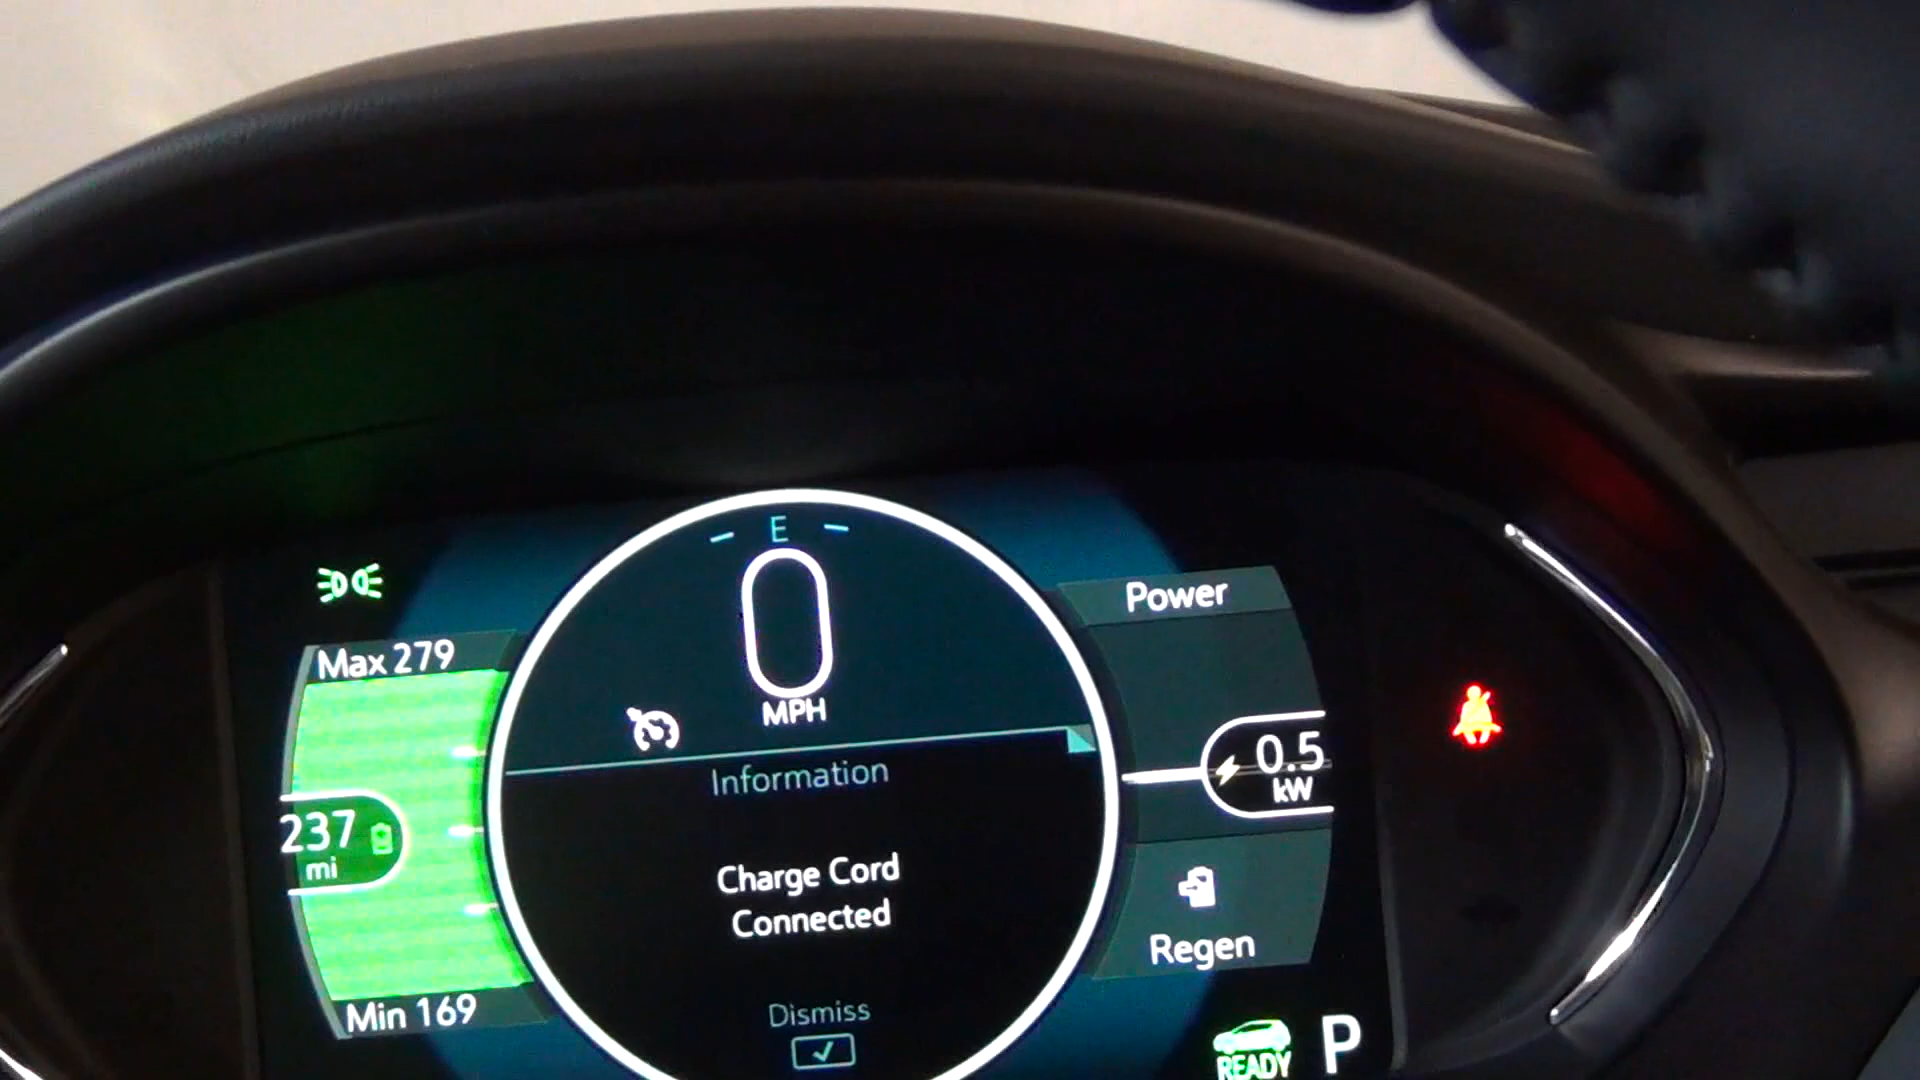 E
0
MPH
Max 279
237
mi
Min 169
Information
Charge Cord
Connected
Dismiss
Power
0.5
kW
Regen
READY
P